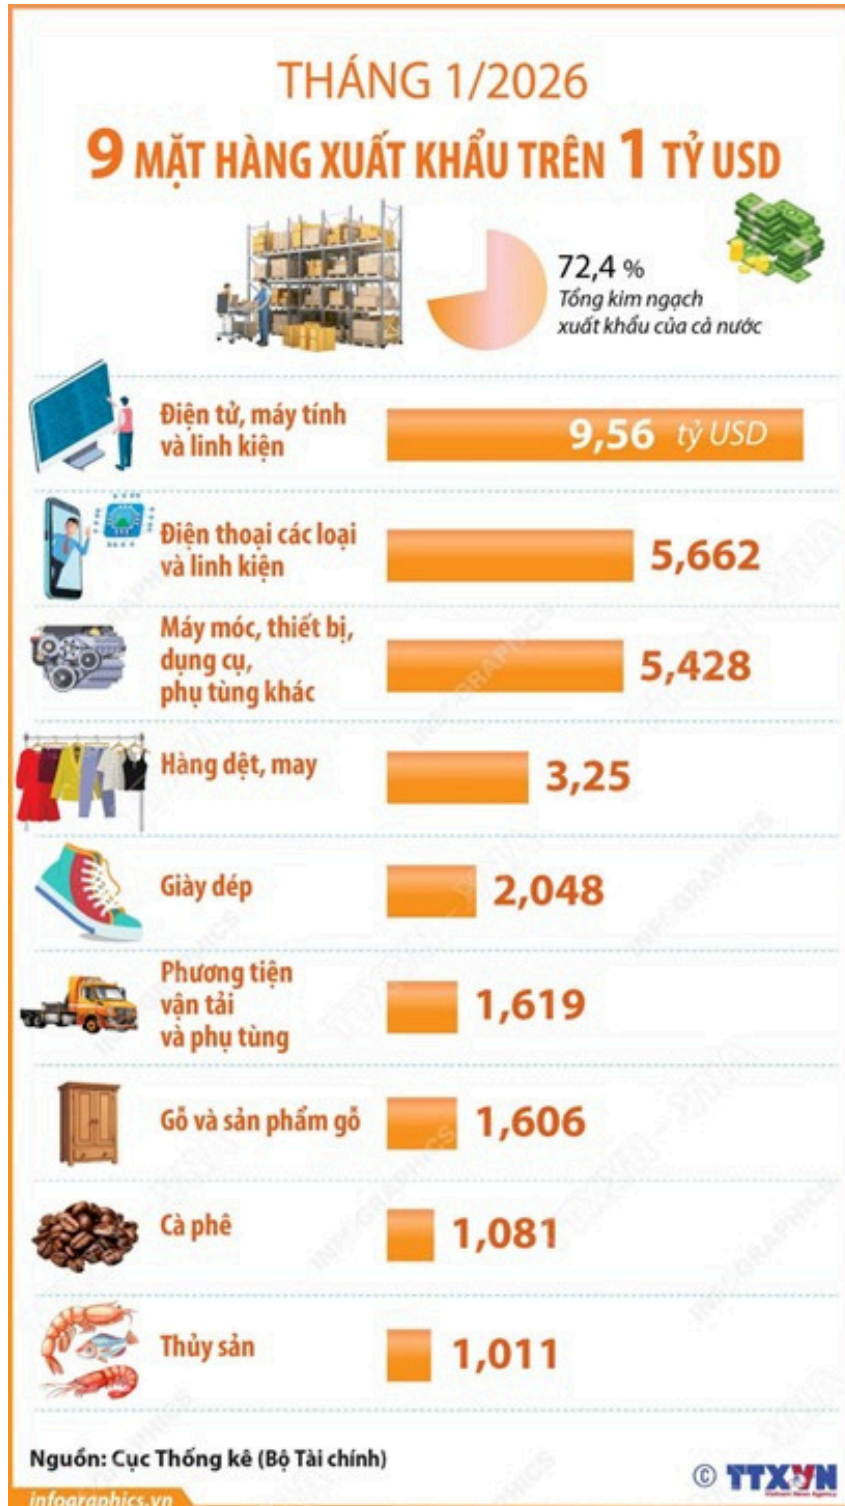 THÁNG 1/2026
9 MẶT HÀNG XUẤT KHẨU TRÊN 1 TỶ USD
72,4 %
Tổng kim ngạch
xuất khẩu của cả nước
Điện tử, máy tính
và linh kiện
9,56 tỷ USD
Điện thoại các loại
và linh kiện
5,662
Máy móc, thiết bị,
dụng cụ,
phụ tùng khác
5,428
Hàng dệt, may
3,25
Giày dép
2,048
Phương tiện
vận tải
và phụ tùng
1,619
Gỗ và sản phẩm gỗ
1,606
Cà phê
1,081
Thủy sản
1,011
Nguồn: Cục Thống kê (Bộ Tài chính)
© TTXVN
Vietnam News Agency
infographics.vn